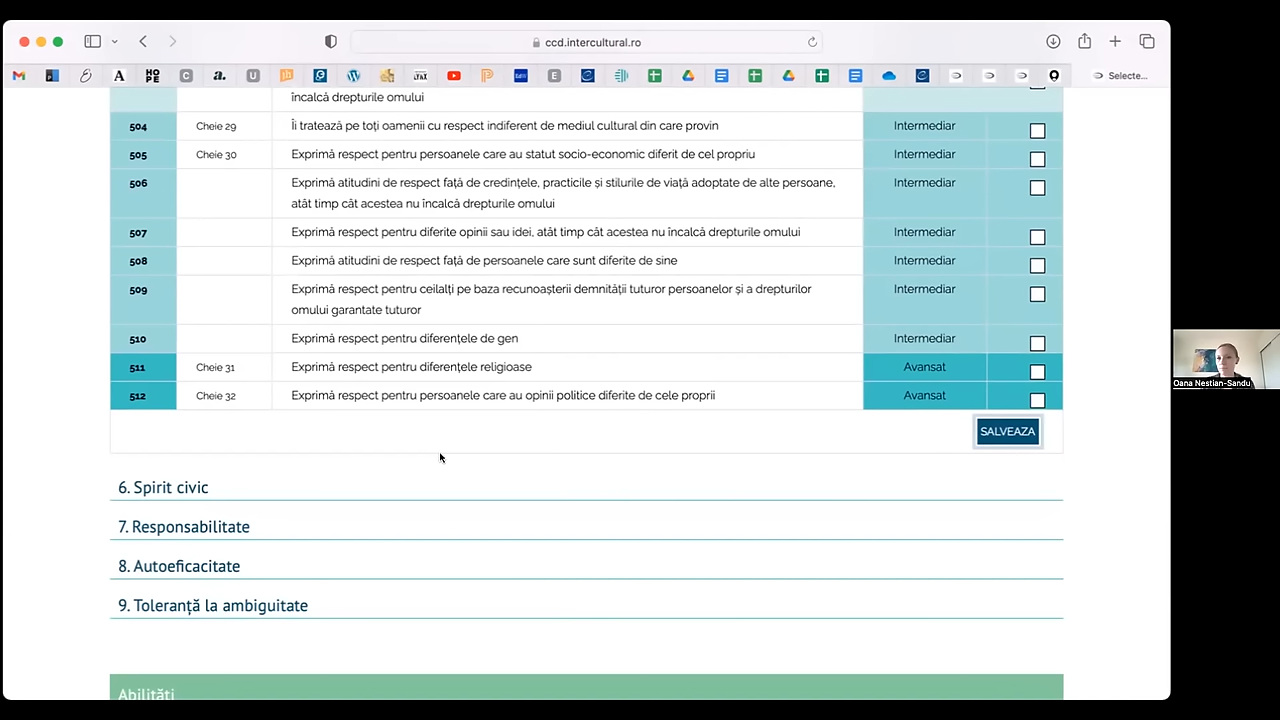 ccd.intercultural.ro
Selecte...
încalcă drepturile omului
504 Cheie 29 Îi tratează pe toți oamenii cu respect indiferent de mediul cultural din care provin Intermediar
505 Cheie 30 Exprimă respect pentru persoanele care au statut socio-economic diferit de cel propriu Intermediar
506 Exprimă atitudini de respect față de credințele, practicile și stilurile de viață adoptate de alte persoane, Intermediar
atât timp cât acestea nu încalcă drepturile omului
507 Exprimă respect pentru diferite opinii sau idei, atât timp cât acestea nu încalcă drepturile omului Intermediar
508 Exprimă atitudini de respect față de persoanele care sunt diferite de sine Intermediar
509 Exprimă respect pentru ceilalți pe baza recunoașterii demnității tuturor persoanelor și a drepturilor Intermediar
omului garantate tuturor
510 Exprimă respect pentru diferențele de gen Intermediar
511 Cheie 31 Exprimă respect pentru diferențele religioase Avansat
512 Cheie 32 Exprimă respect pentru persoanele care au opinii politice diferite de cele proprii Avansat
SALVEAZA
6. Spirit civic
7. Responsabilitate
8. Autoeficacitate
9. Toleranță la ambiguitate
Abilități
Oana Nestian-Sandu